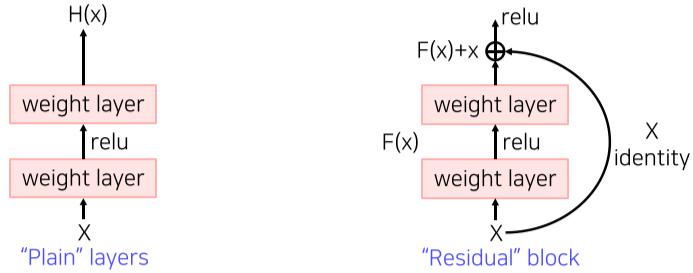 H(x)
weight layer
relu
weight layer
X
"Plain" layers
relu
F(x)+x
weight layer
F(x)
relu
X
identity
weight layer
X
"Residual" block